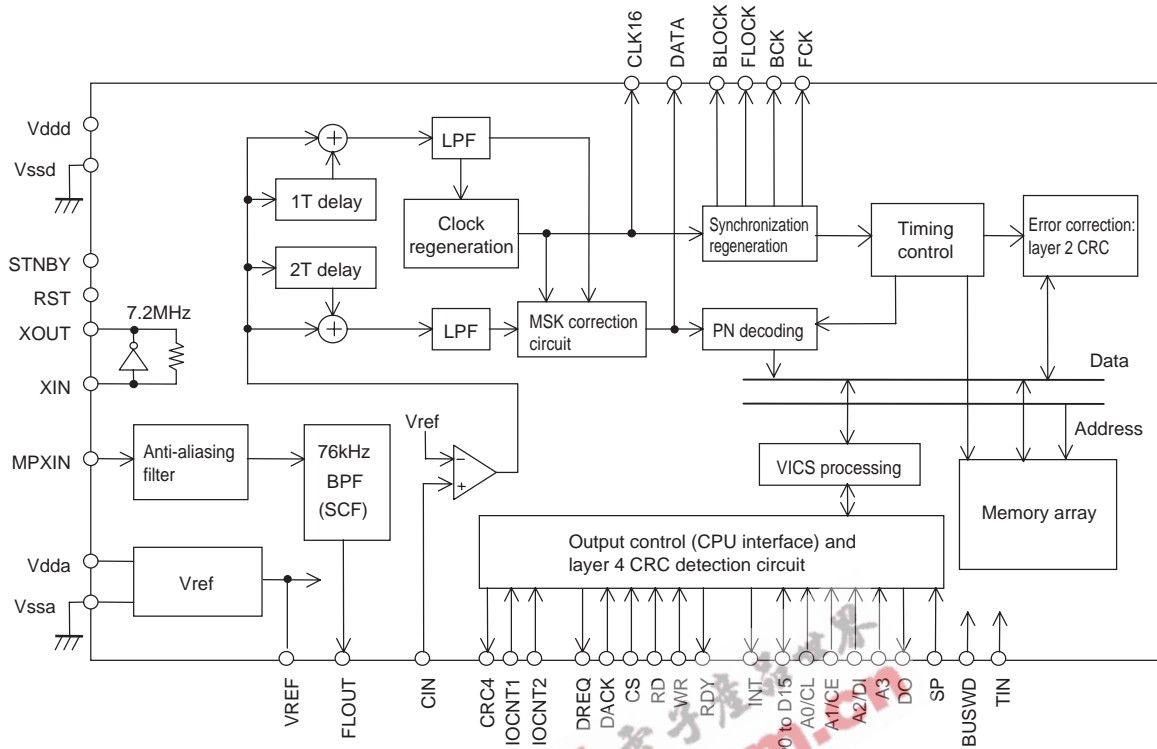 CLK16
DATA
BLOCK
FLOCK
BCK
FCK
Vddd
Vssd
STNBY
RST
XOUT
7.2MHz
XIN
MPXIN
Vdda
Vssa
LPF
1T delay
Clock
regeneration
2T delay
LPF
MSK correction
circuit
Synchronization
regeneration
Timing
control
Error correction:
layer 2 CRC
PN decoding
Data
Address
Anti-aliasing
filter
76kHz
BPF
(SCF)
Vref
VICS processing
Memory array
Output control (CPU interface) and
layer 4 CRC detection circuit
Vref
VREF
FLOUT
CIN
CRC4
IOCNT1
IOCNT2
DREQ
DACK
CS
RD
WR
RDY
INT
0 to D15
A0/CL
A1/CE
A2/DI
A3
DO
SP
BUSWD
TIN